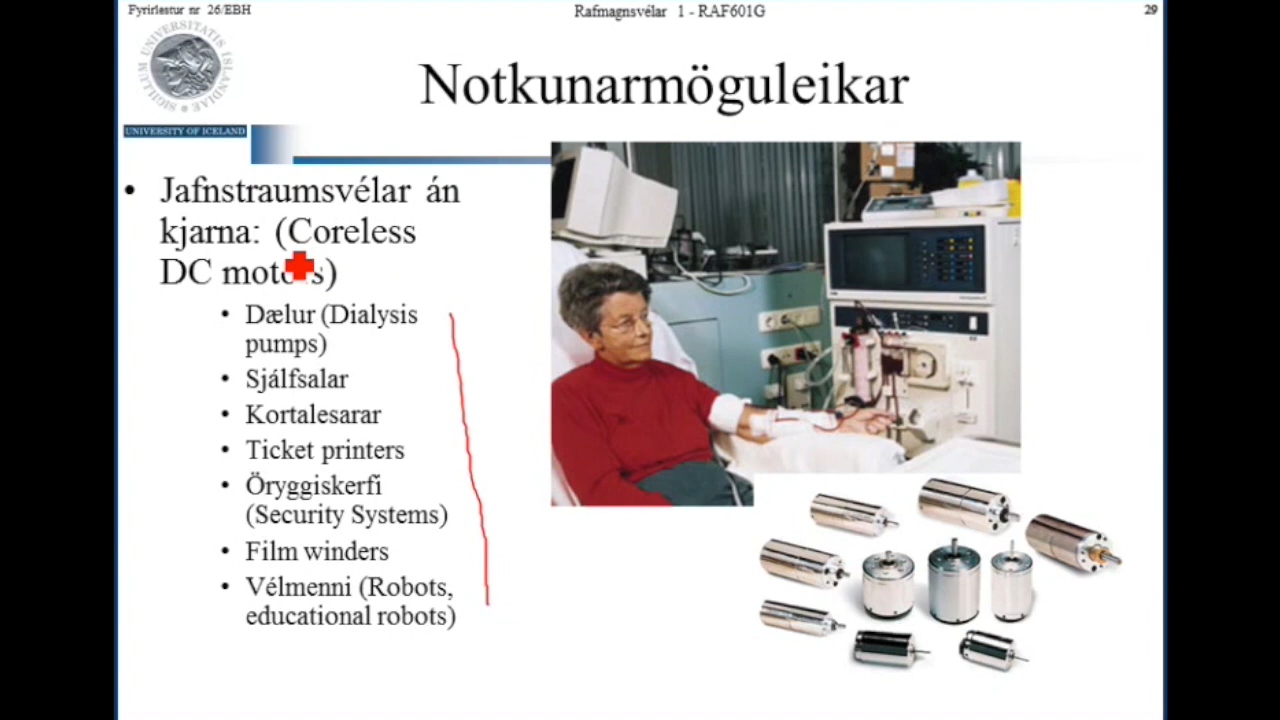 Fyrirlestur nr 26/EBH
Rafmagnsvélar 1 - RAF601G
29
UNIVERSITY OF ICELAND
Notkunarmöguleikar
• Jafnstraumsvélar án
kjarna: (Coreless
DC motors)
• Dælur (Dialysis
pumps)
• Sjálfsalar
• Kortalesarar
• Ticket printers
• Öryggiskerfi
(Security Systems)
• Film winders
• Vélmenni (Robots,
educational robots)